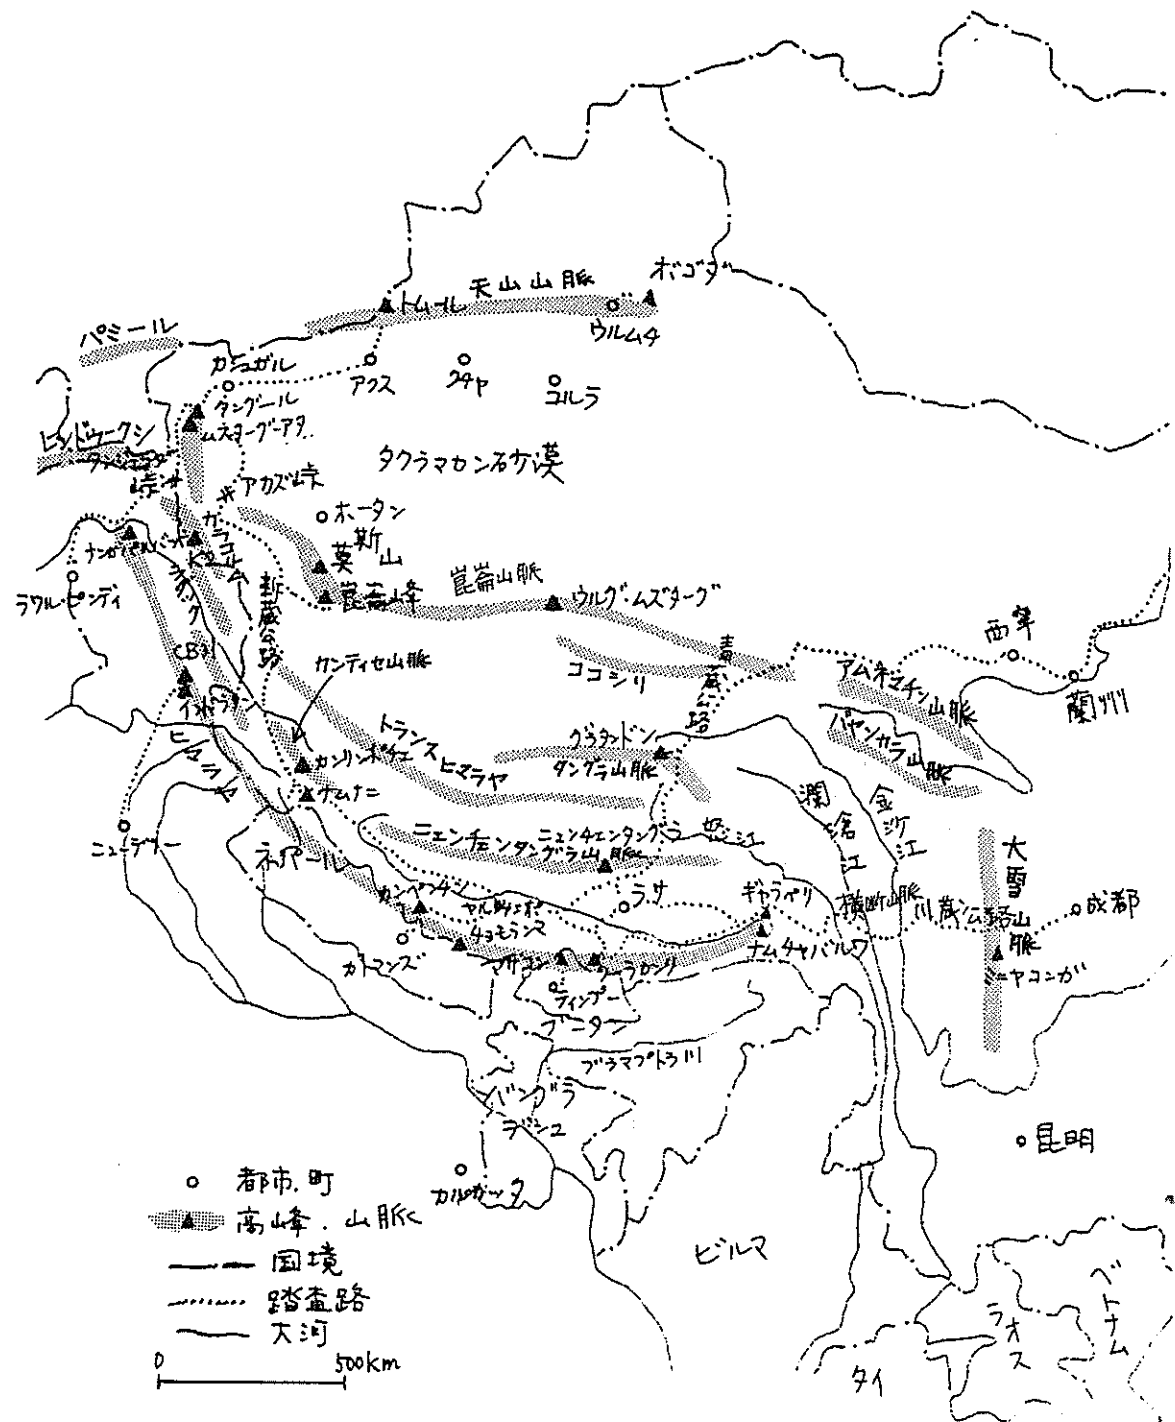 天山山脈
ボゴダ
トムール
ウルムチ
パミール
カシュガル
アクス
クチャ
コルラ
タングール
ムスターグーアタ
ヒンドゥークシ
タクラマカン砂漠
峠
アカズ峠
ホータン
カラコルム
K2
ナンガパルバット
莫斯山
崑崙峰
崑崙山脈
ウルグ・ムズターグ
ラワル・ピンディ
新蔵公路
ココシリ
青蔵公路
西寧
蘭州
アムネマチン山脈
バヤンカラ山脈
CB31
カンティセ山脈
トランスヒマラヤ
グラタンドン
タングラ山脈
カンリンポチェ
ナムナニ
ヒマラヤ
ニューデリー
ネパール
ニェンチェンタングラ山脈
ニェンチェンタングラ
怒江
瀾滄江
金沙江
大雪山脈
ラサ
ギャラペリ
横断山脈
川蔵公路
成都
カンペンチン
チョモランマ
カトマンズ
マサコン
クーラカンリ
ナムチャバルワ
ミニヤコンガ
ティンプー
ブータン
ブラマプトラ川
バングラデシュ
昆明
カルカッタ
ビルマ
ベトナム
ラオス
タイ
都市.町
高峰.山脈
国境
踏査路
大河
0 500km